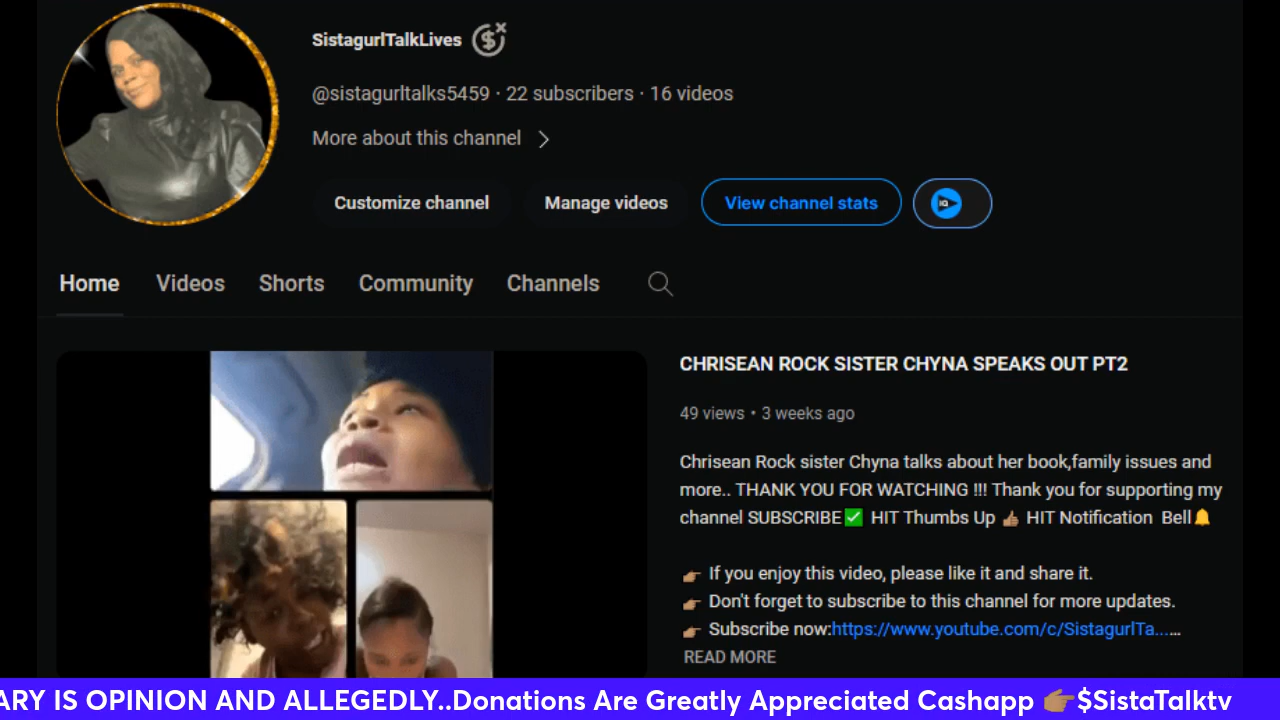 SistagurlTalkLives
@sistagurltalks5459 · 22 subscribers · 16 videos
More about this channel
Customize channel
Manage videos
View channel stats
IQ
Home
Videos
Shorts
Community
Channels
CHRISEAN ROCK SISTER CHYNA SPEAKS OUT PT2
49 views • 3 weeks ago
Chrisean Rock sister Chyna talks about her book,family issues and
more.. THANK YOU FOR WATCHING !!! Thank you for supporting my
channel SUBSCRIBE✅ HIT Thumbs Up 👍🏽 HIT Notification Bell🔔
👉🏽 If you enjoy this video, please like it and share it.
👉🏽 Don't forget to subscribe to this channel for more updates.
👉🏽 Subscribe now:https://www.youtube.com/c/SistagurlTa...…
READ MORE
ARY IS OPINION AND ALLEGEDLY..Donations Are Greatly Appreciated Cashapp 👉🏽$SistaTalktv